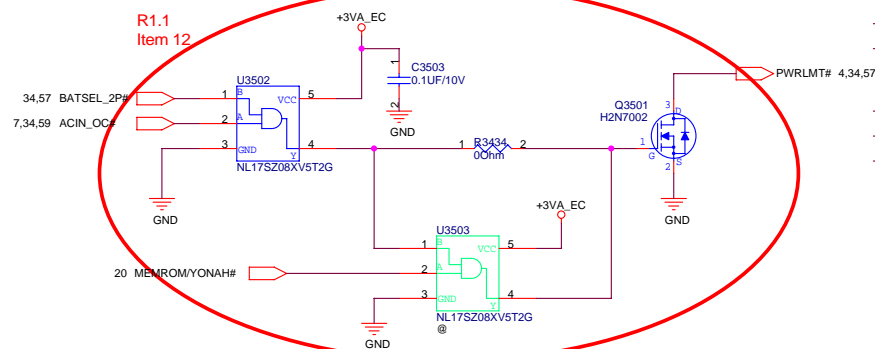 R1.1
Item 12
+3VA_EC
1
C3503
0.1UF/10V
2
GND
U3502
34,57 BATSEL_2P#
1
B
VCC
5
7,34,59 ACIN_OC#
2
A
3
GND
Y
4
NL17SZ08XV5T2G
GND
1
R3434
2
0Ohm
PWRLMT# 4,34,57
Q3501
H2N7002
3
D
1
G
2
S
GND
+3VA_EC
U3503
1
B
VCC
5
20 MEMROM/YONAH#
2
A
3
GND
Y
4
NL17SZ08XV5T2G
@
GND